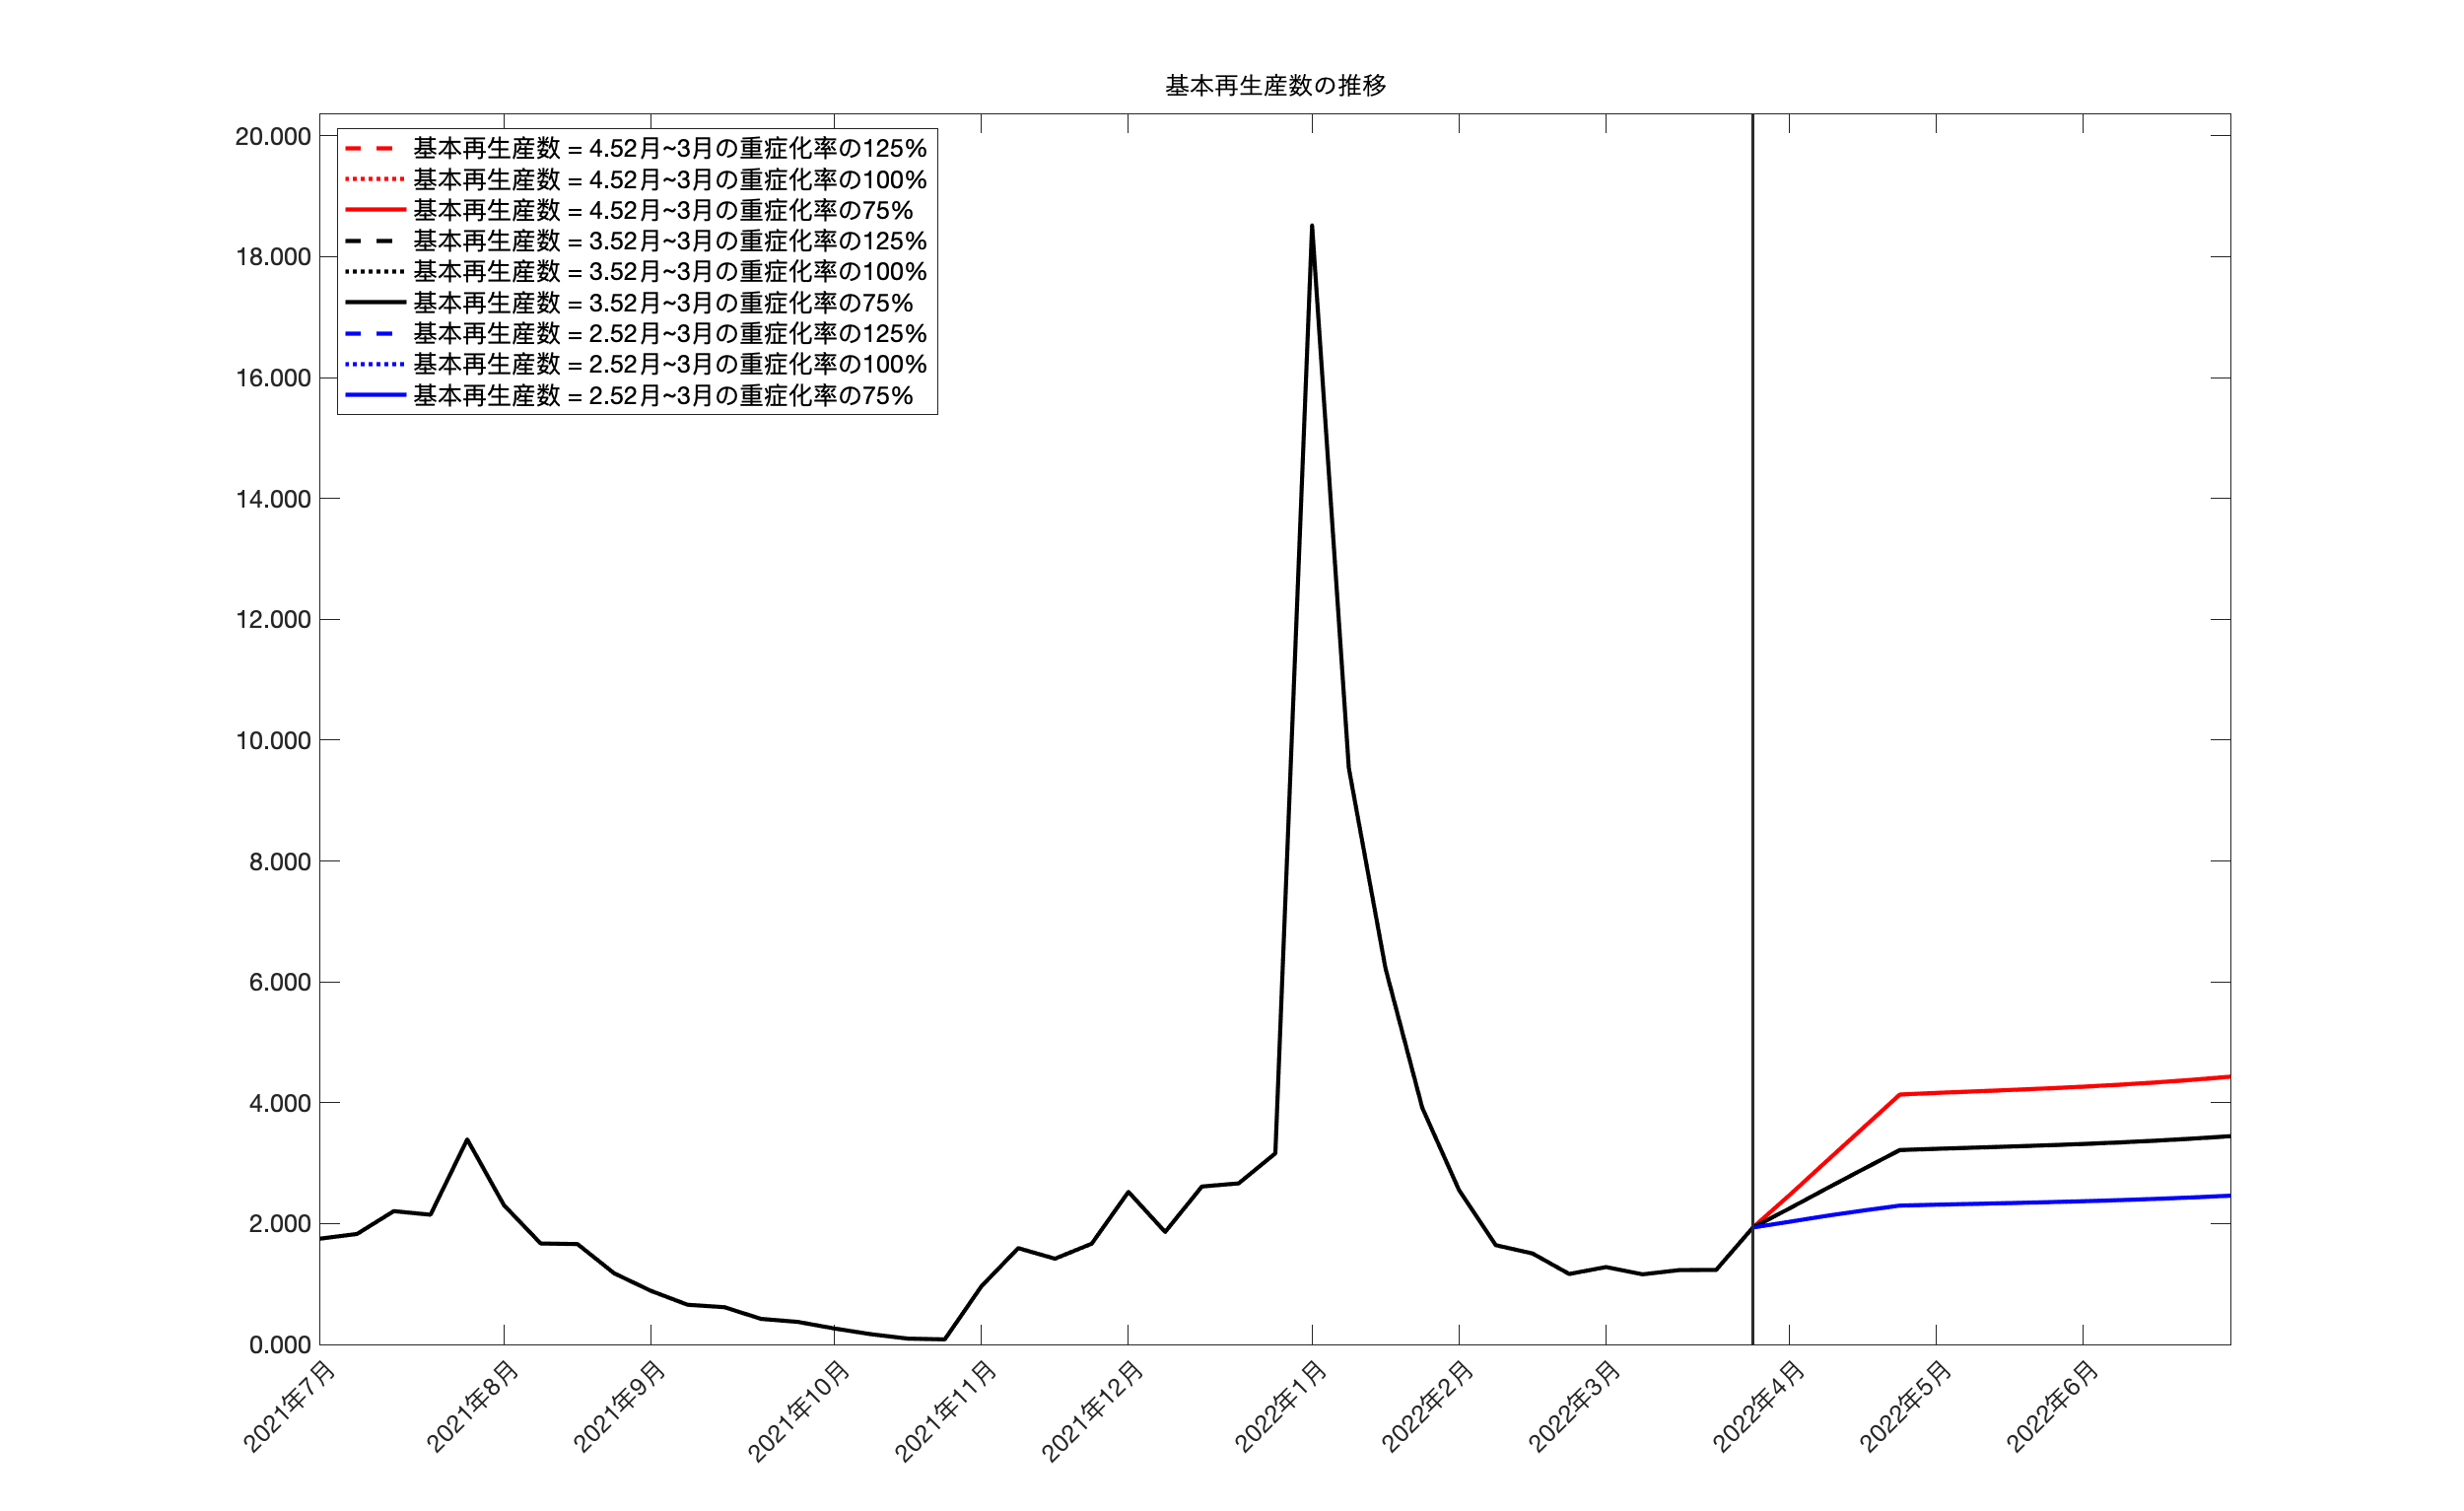 基本再生産数の推移
20.000
18.000
16.000
14.000
12.000
10.000
8.000
6.000
4.000
2.000
0.000
基本再生産数 = 4.52月~3月の重症化率の125%
基本再生産数 = 4.52月~3月の重症化率の100%
基本再生産数 = 4.52月~3月の重症化率の75%
基本再生産数 = 3.52月~3月の重症化率の125%
基本再生産数 = 3.52月~3月の重症化率の100%
基本再生産数 = 3.52月~3月の重症化率の75%
基本再生産数 = 2.52月~3月の重症化率の125%
基本再生産数 = 2.52月~3月の重症化率の100%
基本再生産数 = 2.52月~3月の重症化率の75%
2021年7月
2021年8月
2021年9月
2021年10月
2021年11月
2021年12月
2022年1月
2022年2月
2022年3月
2022年4月
2022年5月
2022年6月